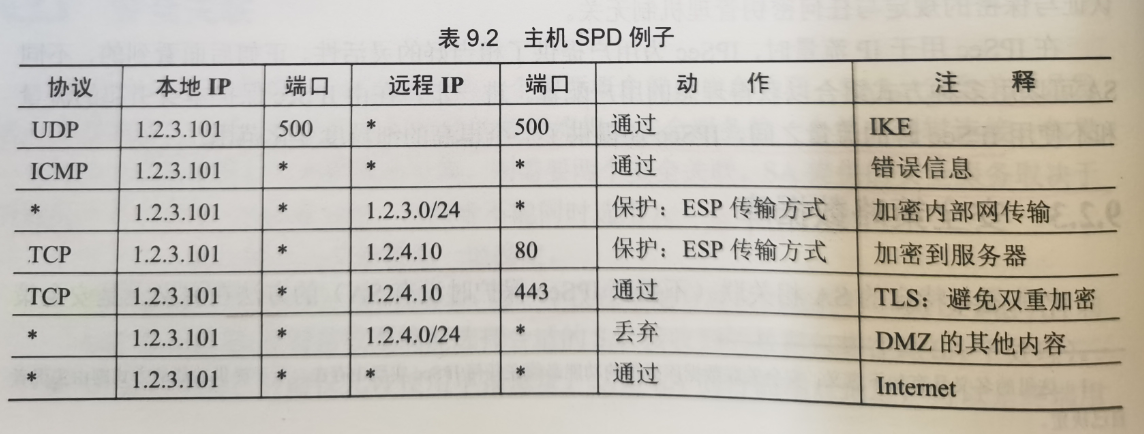 表 9.2 主机 SPD 例子
协议 本地 IP 端口 远程 IP 端口 动 作 注 释
UDP 1.2.3.101 500 * 500 通过 IKE
ICMP 1.2.3.101 * * * 通过 错误信息
* 1.2.3.101 * 1.2.3.0/24 * 保护：ESP 传输方式 加密内部网传输
TCP 1.2.3.101 * 1.2.4.10 80 保护：ESP 传输方式 加密到服务器
TCP 1.2.3.101 * 1.2.4.10 443 通过 TLS：避免双重加密
* 1.2.3.101 * 1.2.4.0/24 * 丢弃 DMZ 的其他内容
* 1.2.3.101 * * * 通过 Internet